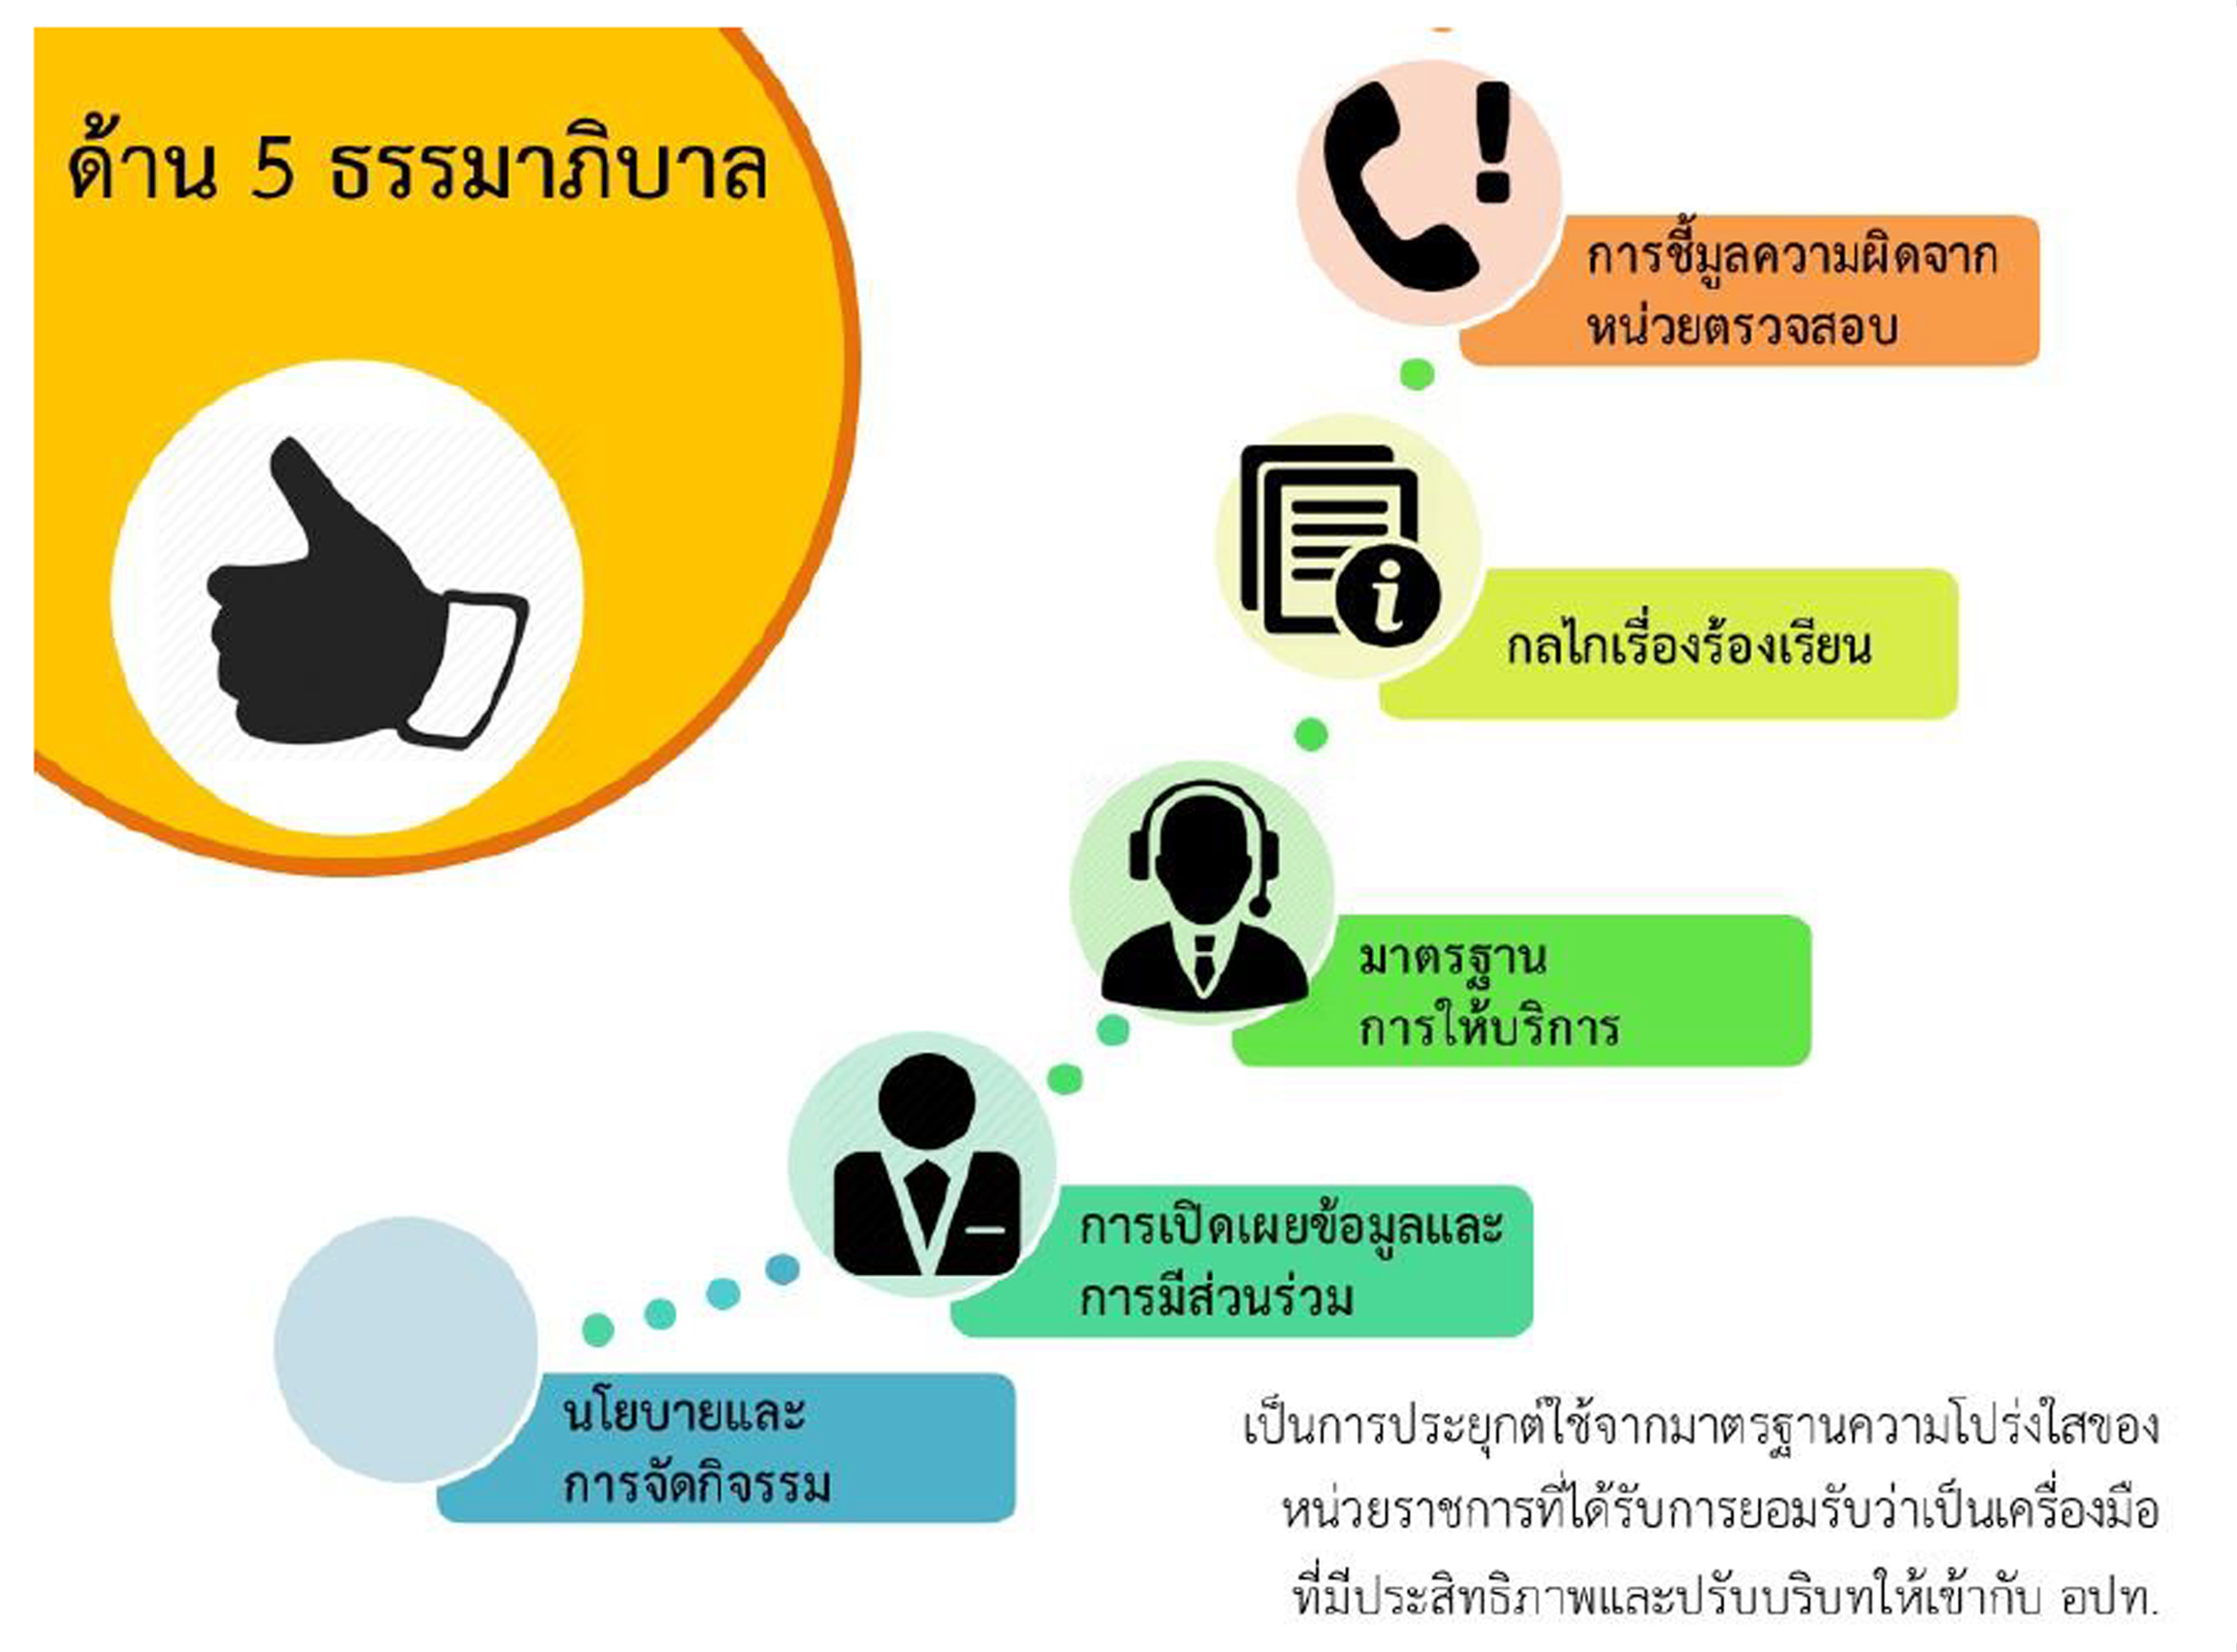 ด้าน 5 ธรรมาภิบาล
การชี้มูลความผิดจาก
หน่วยตรวจสอบ
กลไกเรื่องร้องเรียน
มาตรฐาน
การให้บริการ
การเปิดเผยข้อมูลและ
การมีส่วนร่วม
นโยบายและ
การจัดกิจรรม
เป็นการประยุกต์ใช้จากมาตรฐานความโปร่งใสของ
หน่วยราชการที่ได้รับการยอมรับว่าเป็นเครื่องมือ
ที่มีประสิทธิภาพและปรับบริบทให้เข้ากับ อปท.